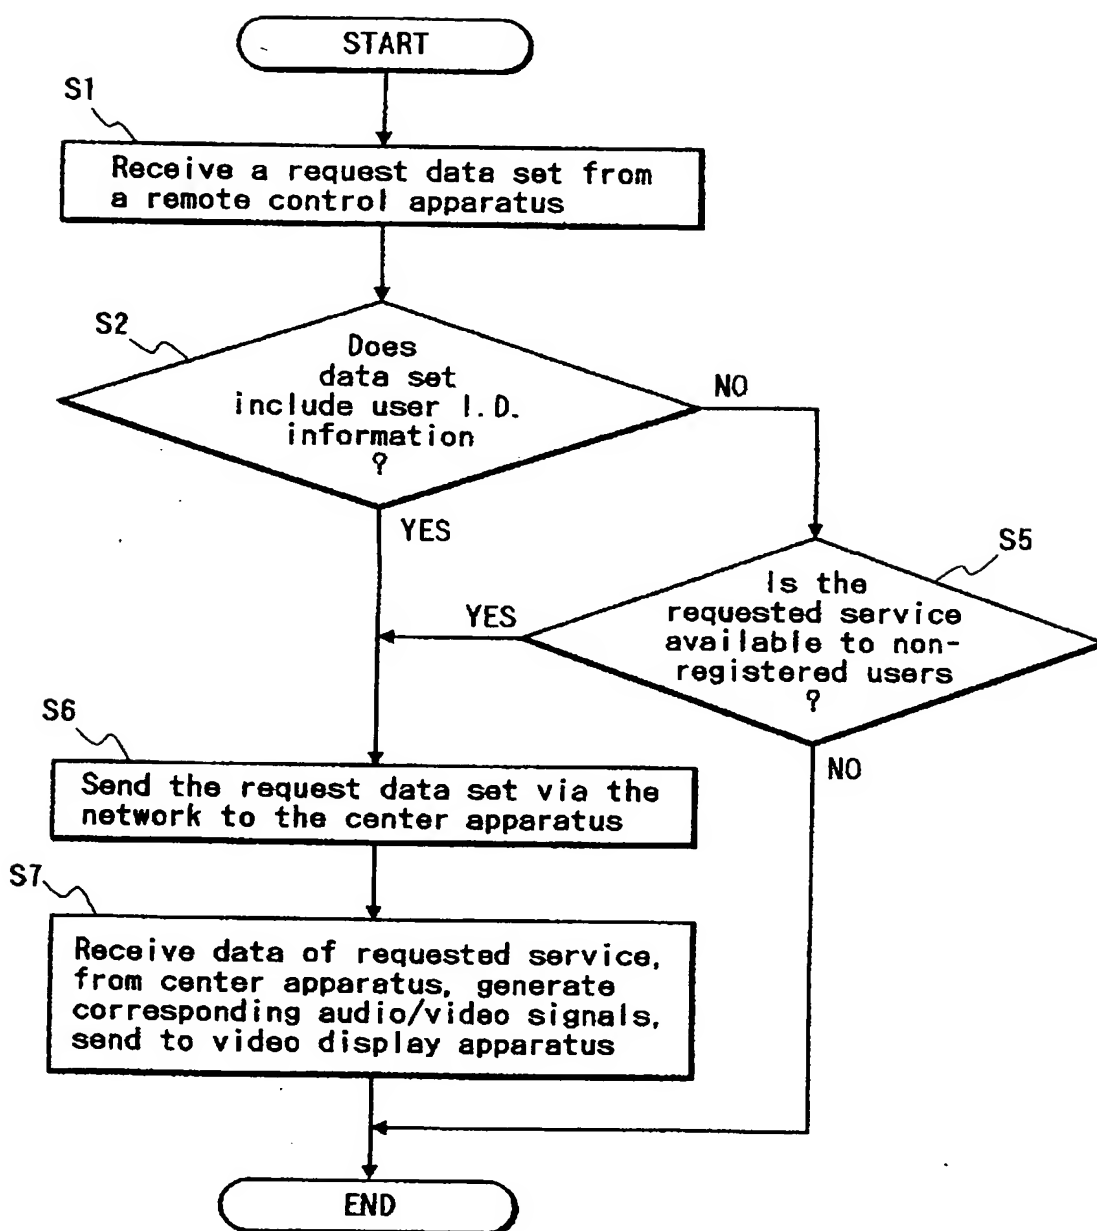 START
S1
Receive a request data set from
a remote control apparatus
S2
Does
data set
include user I.D.
information
?
NO
YES
S5
Is the
requested service
available to non-
registered users
?
YES
NO
S6
Send the request data set via the
network to the center apparatus
S7
Receive data of requested service,
from center apparatus, generate
corresponding audio/video signals,
send to video display apparatus
END